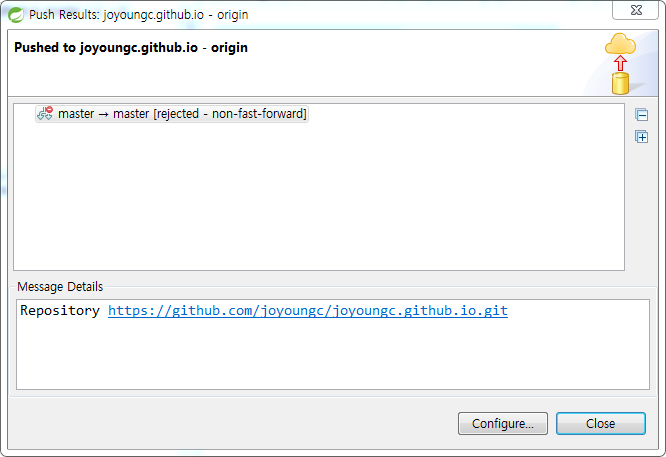 Push Results: joyoungc.github.io - origin
Pushed to joyoungc.github.io - origin
master → master [rejected - non-fast-forward]
Message Details
Repository https://github.com/joyoungc/joyoungc.github.io.git
Configure... Close